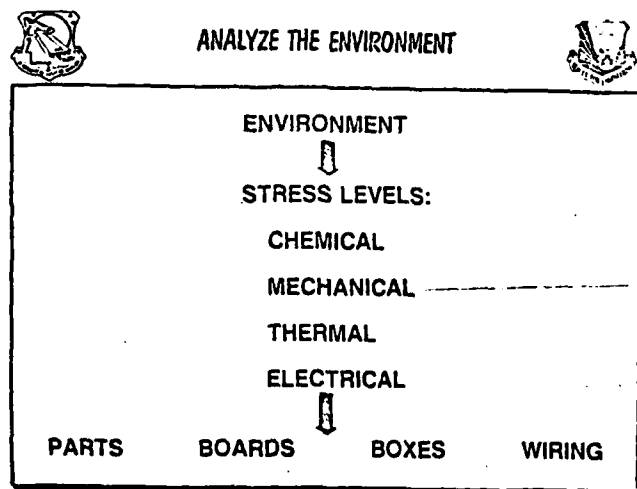 ANALYZE THE ENVIRONMENT
ENVIRONMENT
STRESS LEVELS:
CHEMICAL
MECHANICAL
THERMAL
ELECTRICAL
PARTS BOARDS BOXES WIRING